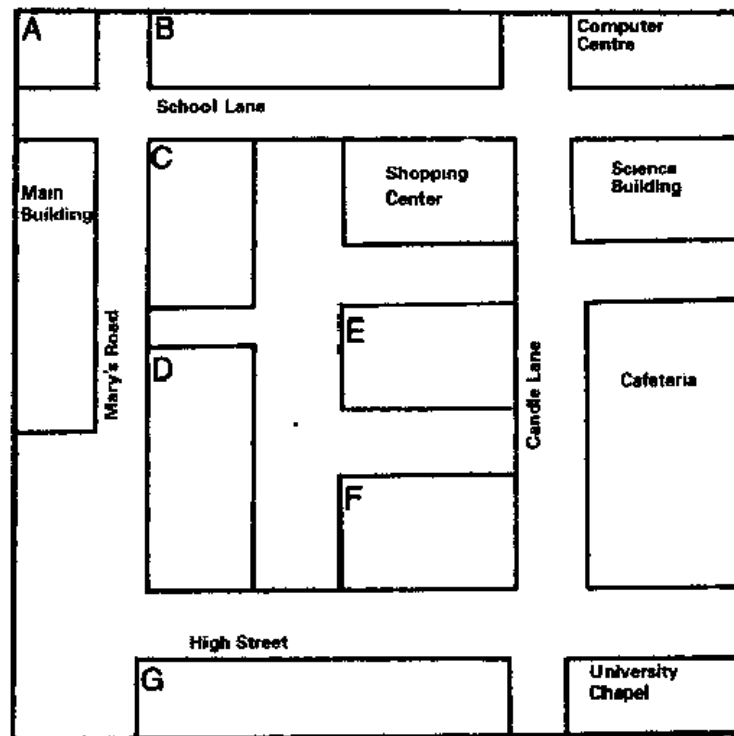 A
B
Computer
Centre
School Lane
C
Shopping
Center
Science
Building
Main
Building
Mary's Road
D
E
Candle Lane
Cafeteria
F
High Street
G
University
Chapel